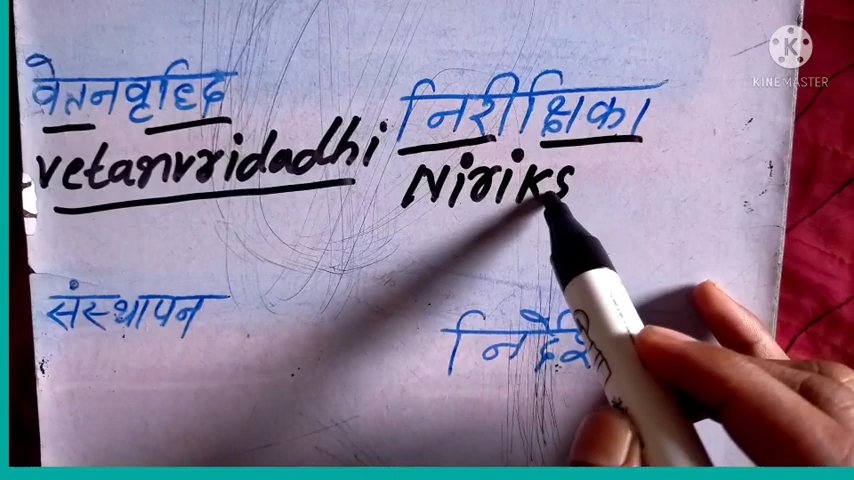 वेतनवृध्दि
निरीक्षिका
vetanvridadhi
Niriks
संस्थापन
K
KINEMASTER